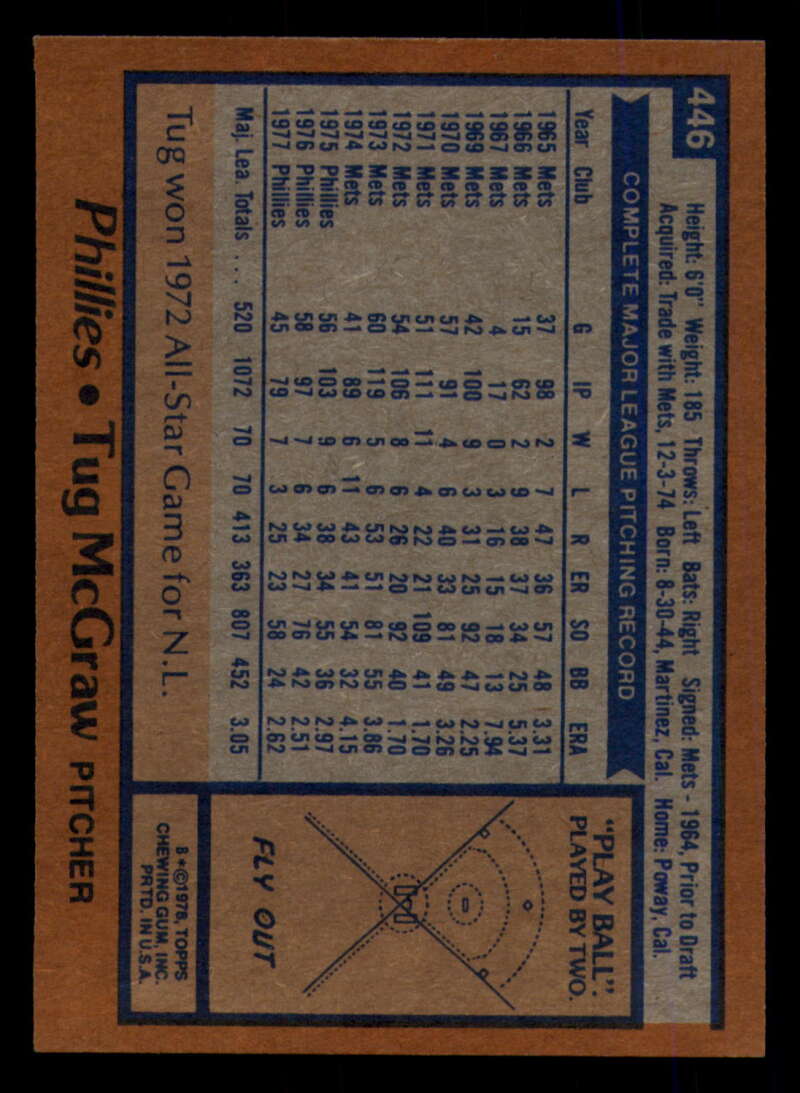 446
Height: 6'0" Weight: 185 Throws: Left Bats: Right Signed: Mets - 1964, Prior to Draft
Acquired: Trade with Mets, 12-3-74 Born: 8-30-44, Martinez, Cal. Home: Poway, Cal.
COMPLETE MAJOR LEAGUE PITCHING RECORD
Year Club G IP W L R ER SO BB ERA
1965 Mets 37 98 2 7 47 36 57 48 3.31
1966 Mets 15 62 2 9 38 37 34 25 5.37
1967 Mets 4 17 0 3 16 15 18 13 7.94
1969 Mets 42 100 9 3 31 25 92 47 2.25
1970 Mets 57 91 4 6 40 33 81 49 3.26
1971 Mets 51 111 11 4 22 21 109 41 1.70
1972 Mets 54 106 8 6 26 20 92 40 1.70
1973 Mets 60 119 5 6 53 51 81 55 3.86
1974 Mets 41 89 6 11 43 41 54 32 4.15
1975 Phillies 56 103 9 6 38 34 55 36 2.97
1976 Phillies 58 97 7 6 34 27 76 42 2.51
1977 Phillies 45 79 7 3 25 23 58 24 2.62
Maj. Lea. Totals . . . 520 1072 70 70 413 363 807 452 3.05
Tug won 1972 All-Star Game for N.L.
"PLAY BALL":
PLAYED BY TWO.
FLY OUT
8*©1978, TOPPS
CHEWING GUM, INC.
PRTD. IN U.S.A.
Phillies • Tug McGraw PITCHER